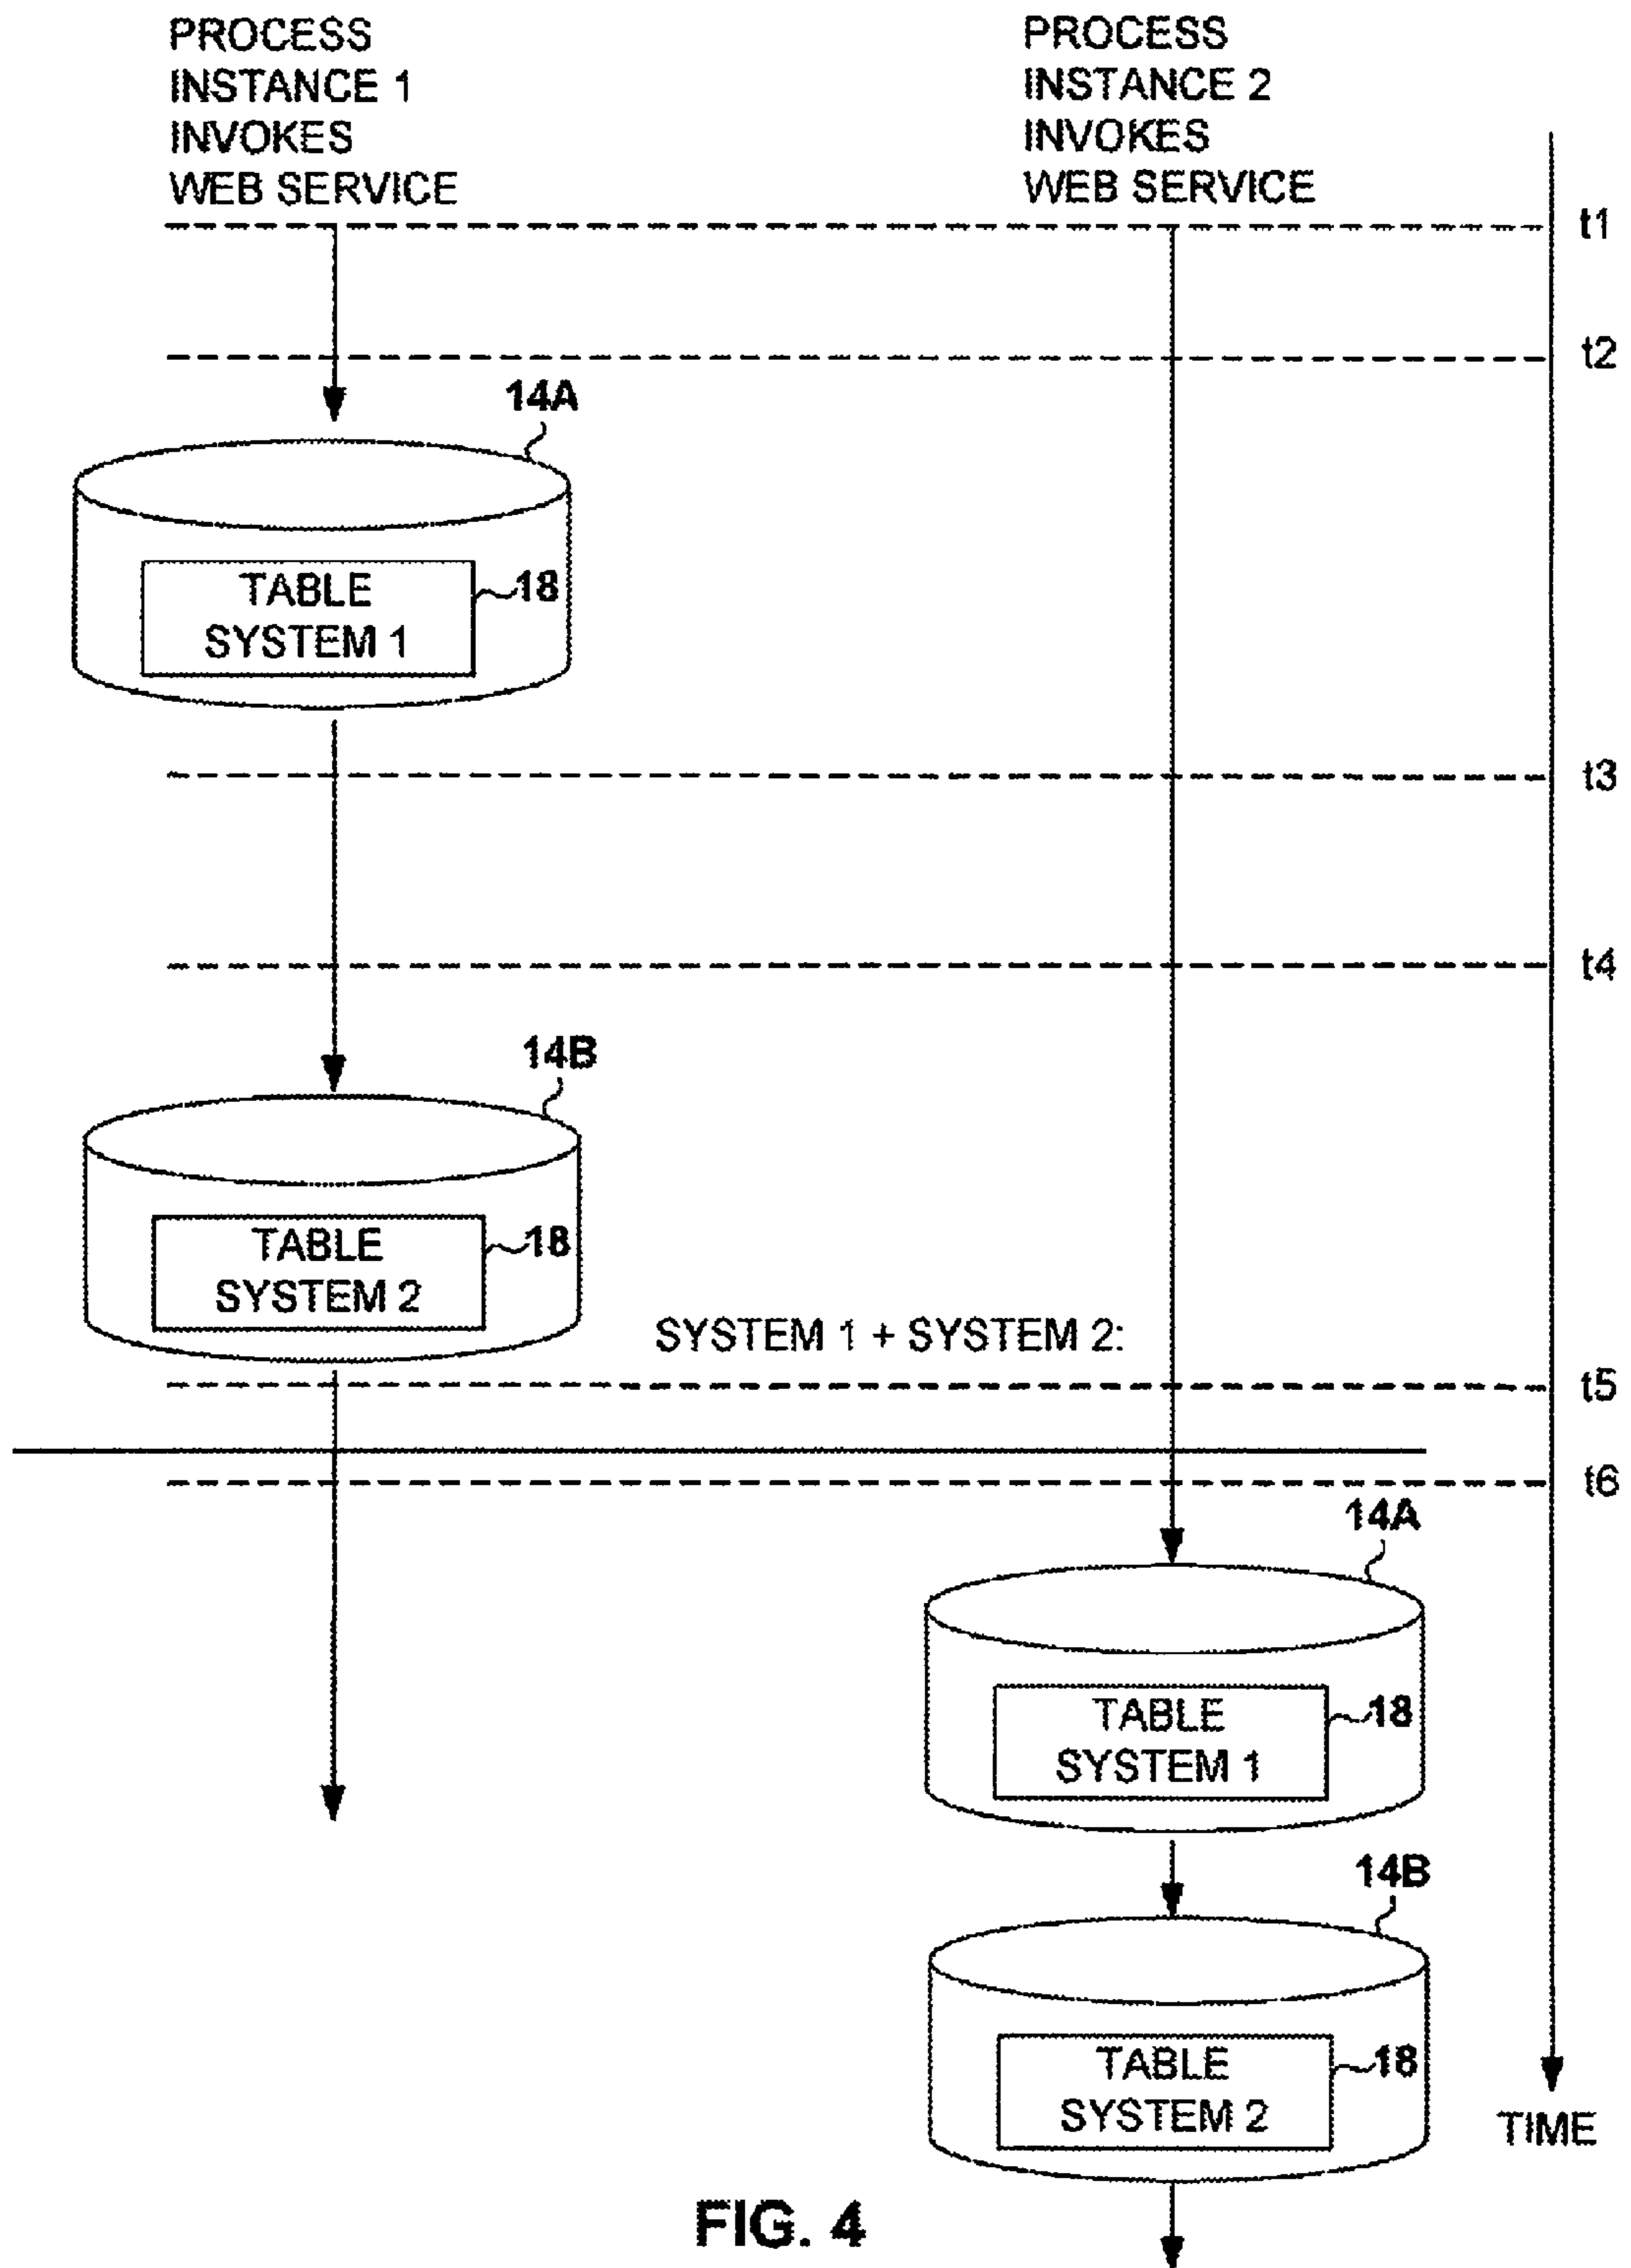 PROCESS
INSTANCE 1
INVOKES
WEB SERVICE
PROCESS
INSTANCE 2
INVOKES
WEB SERVICE
t1
t2
14A
TABLE
SYSTEM 1
18
t3
t4
14B
TABLE
SYSTEM 2
18
SYSTEM 1 + SYSTEM 2:
t5
t6
14A
TABLE
SYSTEM 1
18
14B
TABLE
SYSTEM 2
18
TIME
FIG. 4